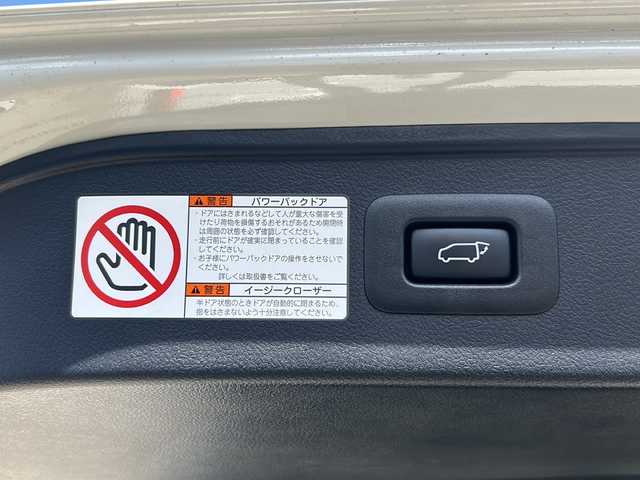 警告 パワーバックドア
・ドアにはさまれるなどして人が重大な傷害を受
けたり荷物を損傷するおそれがあるため開閉時
は周囲の状態を必ず確認してください。
・走行前にドアが確実に閉まっていることを確認
してください。
・お子様にパワーバックドアの操作をさせないで
ください。
詳しくは取扱書をご覧ください。
警告 イージークローザー
半ドア状態のときドアが自動的に閉まるため、
指をはさまないよう十分注意してください。